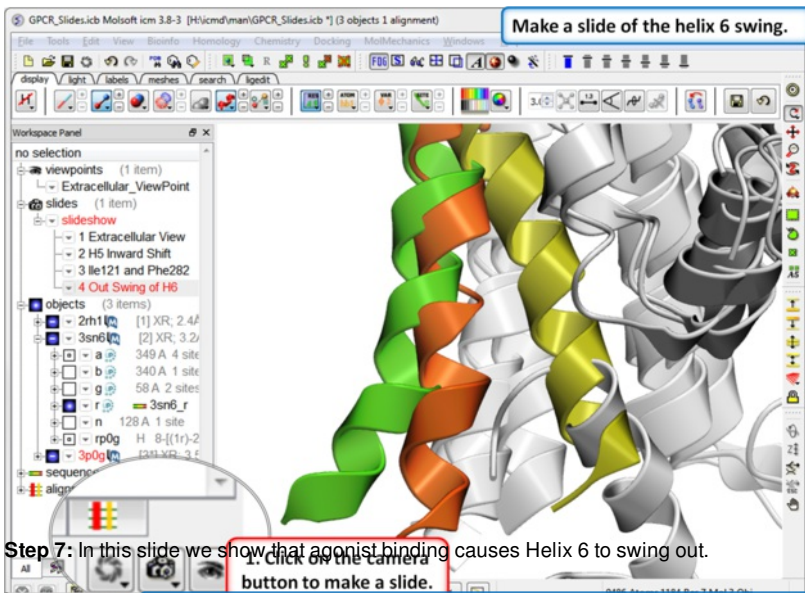 GPCR_Slides.icb Molsoft icm 3.8-3 [H:\icmd\man\GPCR_Slides.icb *] (3 objects 1 alignment)
Make a slide of the helix 6 swing.
File Tools Edit View Bioinfo Homology Chemistry Docking MolMechanics Windows
display light labels meshes search ligedit
Workspace Panel
no selection
viewpoints (1 item)
Extracellular_ViewPoint
slides (1 item)
slideshow
1 Extracellular View
2 H5 Inward Shift
3 Ile121 and Phe282
4 Out Swing of H6
objects (3 items)
2rh1 [1] XR; 2.4Å
3sn6 [2] XR; 3.2
a 349 A 4 site
b 340 A 1 site
g 58 A 2 sites
r 3sn6_r
n 128 A 1 site
rp0g H 8-[(1r)-2
3p0g
sequence
Step 7: In this slide we show that agonist binding causes Helix 6 to swing out.
1. Click on the camera
button to make a slide.
All